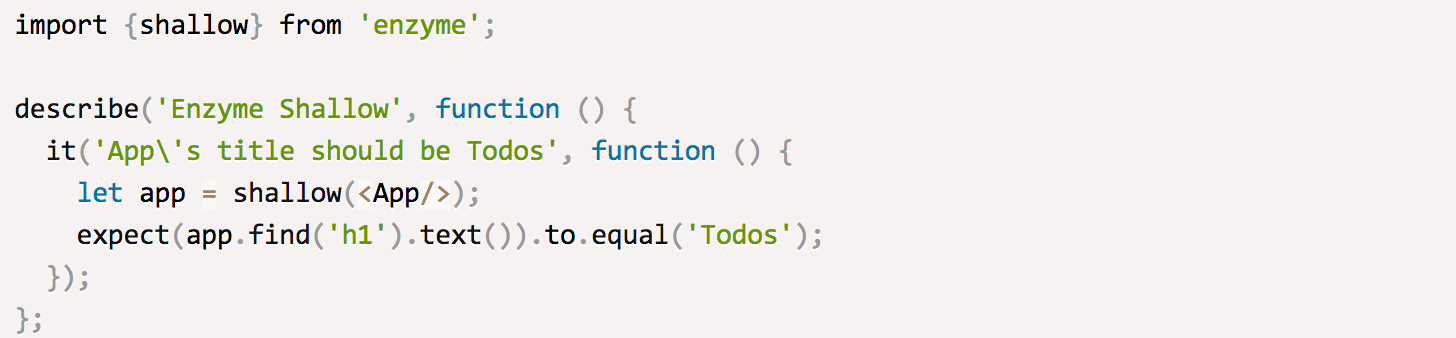 import {shallow} from 'enzyme';

describe('Enzyme Shallow', function () {
  it('App\'s title should be Todos', function () {
    let app = shallow(<App/>);
    expect(app.find('h1').text()).to.equal('Todos');
  });
};